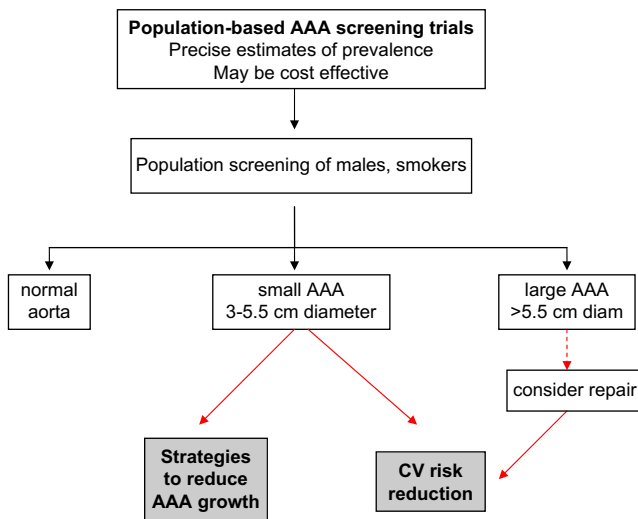 Population-based AAA screening trials
Precise estimates of prevalence
May be cost effective
Population screening of males, smokers
normal
aorta
small AAA
3-5.5 cm diameter
large AAA
>5.5 cm diam
consider repair
Strategies
to reduce
AAA growth
CV risk
reduction